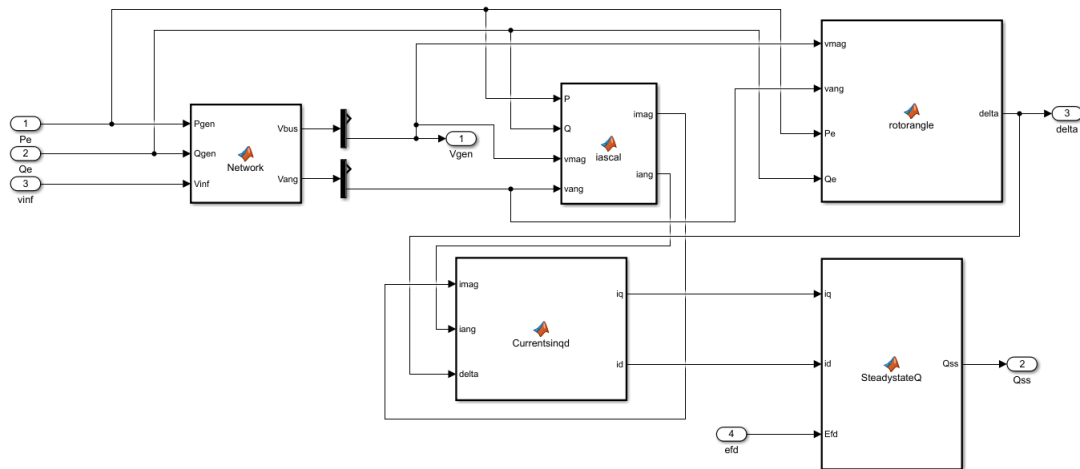 1
Pe
2
Qe
3
vinf
Pgen
Qgen
Vinf
Network
Vbus
Vang
1
Vgen
P
Q
vmag
vang
iascal
imag
iang
vmag
vang
Pe
Qe
rotorangle
delta
3
delta
imag
iang
delta
Currentsinqd
iq
id
iq
id
Efd
SteadystateQ
Qss
2
Qss
4
efd